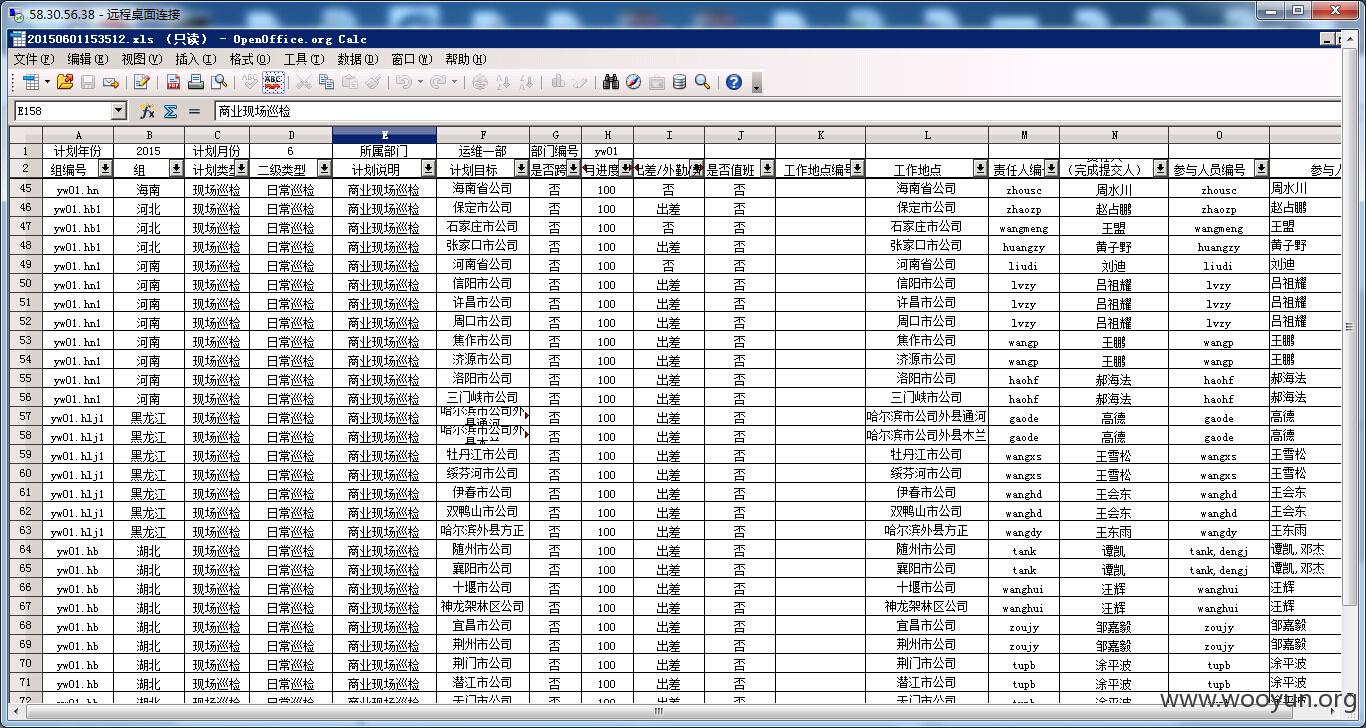 58.30.56.38 - 远程桌面连接
20150601153512.xls （只读） - OpenOffice.org Calc
文件(F) 编辑(E) 视图(V) 插入(I) 格式(O) 工具(T) 数据(D) 窗口(W) 帮助(H)
E158 商业现场巡检
A B C D E F G H I J K L M N O
1 计划年份 2015 计划月份 6 所属部门 运维一部 部门编号 yw01
2 组编号 组 计划类型 二级类型 计划说明 计划目标 是否跨 月进度 出差/外勤/ 是否值班 工作地点编号 工作地点 责任人编 (完成提交人) 参与人员编号 参与人
45 yw01.hn 海南 现场巡检 日常巡检 商业现场巡检 海南省公司 否 100 否 否 海南省公司 zhousc 周水川 zhousc 周水川
46 yw01.hb1 河北 现场巡检 日常巡检 商业现场巡检 保定市公司 否 100 出差 否 保定市公司 zhaozp 赵占鹏 zhaozp 赵占鹏
47 yw01.hb1 河北 现场巡检 日常巡检 商业现场巡检 石家庄市公司 否 100 否 否 石家庄市公司 wangmeng 王盟 wangmeng 王盟
48 yw01.hb1 河北 现场巡检 日常巡检 商业现场巡检 张家口市公司 否 100 出差 否 张家口市公司 huangzy 黄子野 huangzy 黄子野
49 yw01.hn1 河南 现场巡检 日常巡检 商业现场巡检 河南省公司 否 100 否 否 河南省公司 liudi 刘迪 liudi 刘迪
50 yw01.hn1 河南 现场巡检 日常巡检 商业现场巡检 信阳市公司 否 100 出差 否 信阳市公司 lvzy 吕祖耀 lvzy 吕祖耀
51 yw01.hn1 河南 现场巡检 日常巡检 商业现场巡检 许昌市公司 否 100 出差 否 许昌市公司 lvzy 吕祖耀 lvzy 吕祖耀
52 yw01.hn1 河南 现场巡检 日常巡检 商业现场巡检 周口市公司 否 100 出差 否 周口市公司 lvzy 吕祖耀 lvzy 吕祖耀
53 yw01.hn1 河南 现场巡检 日常巡检 商业现场巡检 焦作市公司 否 100 出差 否 焦作市公司 wangp 王鹏 wangp 王鹏
54 yw01.hn1 河南 现场巡检 日常巡检 商业现场巡检 济源市公司 否 100 出差 否 济源市公司 wangp 王鹏 wangp 王鹏
55 yw01.hn1 河南 现场巡检 日常巡检 商业现场巡检 洛阳市公司 否 100 出差 否 洛阳市公司 haohf 郝海法 haohf 郝海法
56 yw01.hn1 河南 现场巡检 日常巡检 商业现场巡检 三门峡市公司 否 100 出差 否 三门峡市公司 haohf 郝海法 haohf 郝海法
57 yw01.hlj1 黑龙江 现场巡检 日常巡检 商业现场巡检 哈尔滨市公司外县通河 否 100 出差 否 哈尔滨市公司外县通河 gaode 高德 gaode 高德
58 yw01.hlj1 黑龙江 现场巡检 日常巡检 商业现场巡检 哈尔滨市公司外县木兰 否 100 出差 否 哈尔滨市公司外县木兰 gaode 高德 gaode 高德
59 yw01.hlj1 黑龙江 现场巡检 日常巡检 商业现场巡检 牡丹江市公司 否 100 出差 否 牡丹江市公司 wangxs 王雪松 wangxs 王雪松
60 yw01.hlj1 黑龙江 现场巡检 日常巡检 商业现场巡检 绥芬河市公司 否 100 出差 否 绥芬河市公司 wangxs 王雪松 wangxs 王雪松
61 yw01.hlj1 黑龙江 现场巡检 日常巡检 商业现场巡检 伊春市公司 否 100 出差 否 伊春市公司 wanghd 王会东 wanghd 王会东
62 yw01.hlj1 黑龙江 现场巡检 日常巡检 商业现场巡检 双鸭山市公司 否 100 出差 否 双鸭山市公司 wanghd 王会东 wanghd 王会东
63 yw01.hlj1 黑龙江 现场巡检 日常巡检 商业现场巡检 哈尔滨外县方正 否 100 出差 否 哈尔滨外县方正 wangdy 王东雨 wangdy 王东雨
64 yw01.hb 湖北 现场巡检 日常巡检 商业现场巡检 随州市公司 否 100 出差 否 随州市公司 tank 谭凯 tank,dengj 谭凯,邓杰
65 yw01.hb 湖北 现场巡检 日常巡检 商业现场巡检 襄阳市公司 否 100 出差 否 襄阳市公司 tank 谭凯 tank,dengj 谭凯,邓杰
66 yw01.hb 湖北 现场巡检 日常巡检 商业现场巡检 十堰市公司 否 100 出差 否 十堰市公司 wanghui 汪辉 wanghui 汪辉
67 yw01.hb 湖北 现场巡检 日常巡检 商业现场巡检 神龙架林区公司 否 100 出差 否 神龙架林区公司 wanghui 汪辉 wanghui 汪辉
68 yw01.hb 湖北 现场巡检 日常巡检 商业现场巡检 宜昌市公司 否 100 出差 否 宜昌市公司 zoujy 邹嘉毅 zoujy 邹嘉毅
69 yw01.hb 湖北 现场巡检 日常巡检 商业现场巡检 荆州市公司 否 100 出差 否 荆州市公司 zoujy 邹嘉毅 zoujy 邹嘉毅
70 yw01.hb 湖北 现场巡检 日常巡检 商业现场巡检 荆门市公司 否 100 出差 否 荆门市公司 tupb 涂平波 tupb 涂平波
71 yw01.hb 湖北 现场巡检 日常巡检 商业现场巡检 潜江市公司 否 100 出差 否 潜江市公司 tupb 涂平波 tupb 涂平波
72 yw01.hb 湖北 现场巡检 日常巡检 商业现场巡检 天门市公司 否 100 出差 否 天门市公司 tupb 涂平波 tupb
www.wooyun.org